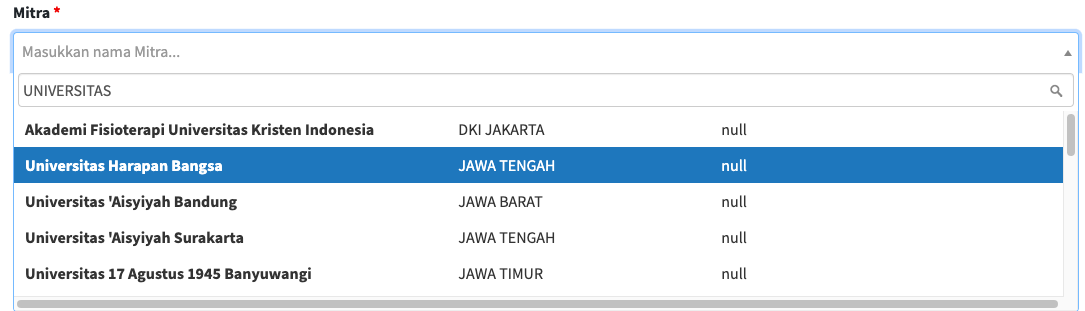 Mitra *
Masukkan nama Mitra...
UNIVERSITAS
Akademi Fisioterapi Universitas Kristen Indonesia DKI JAKARTA null
Universitas Harapan Bangsa JAWA TENGAH null
Universitas 'Aisyiyah Bandung JAWA BARAT null
Universitas 'Aisyiyah Surakarta JAWA TENGAH null
Universitas 17 Agustus 1945 Banyuwangi JAWA TIMUR null